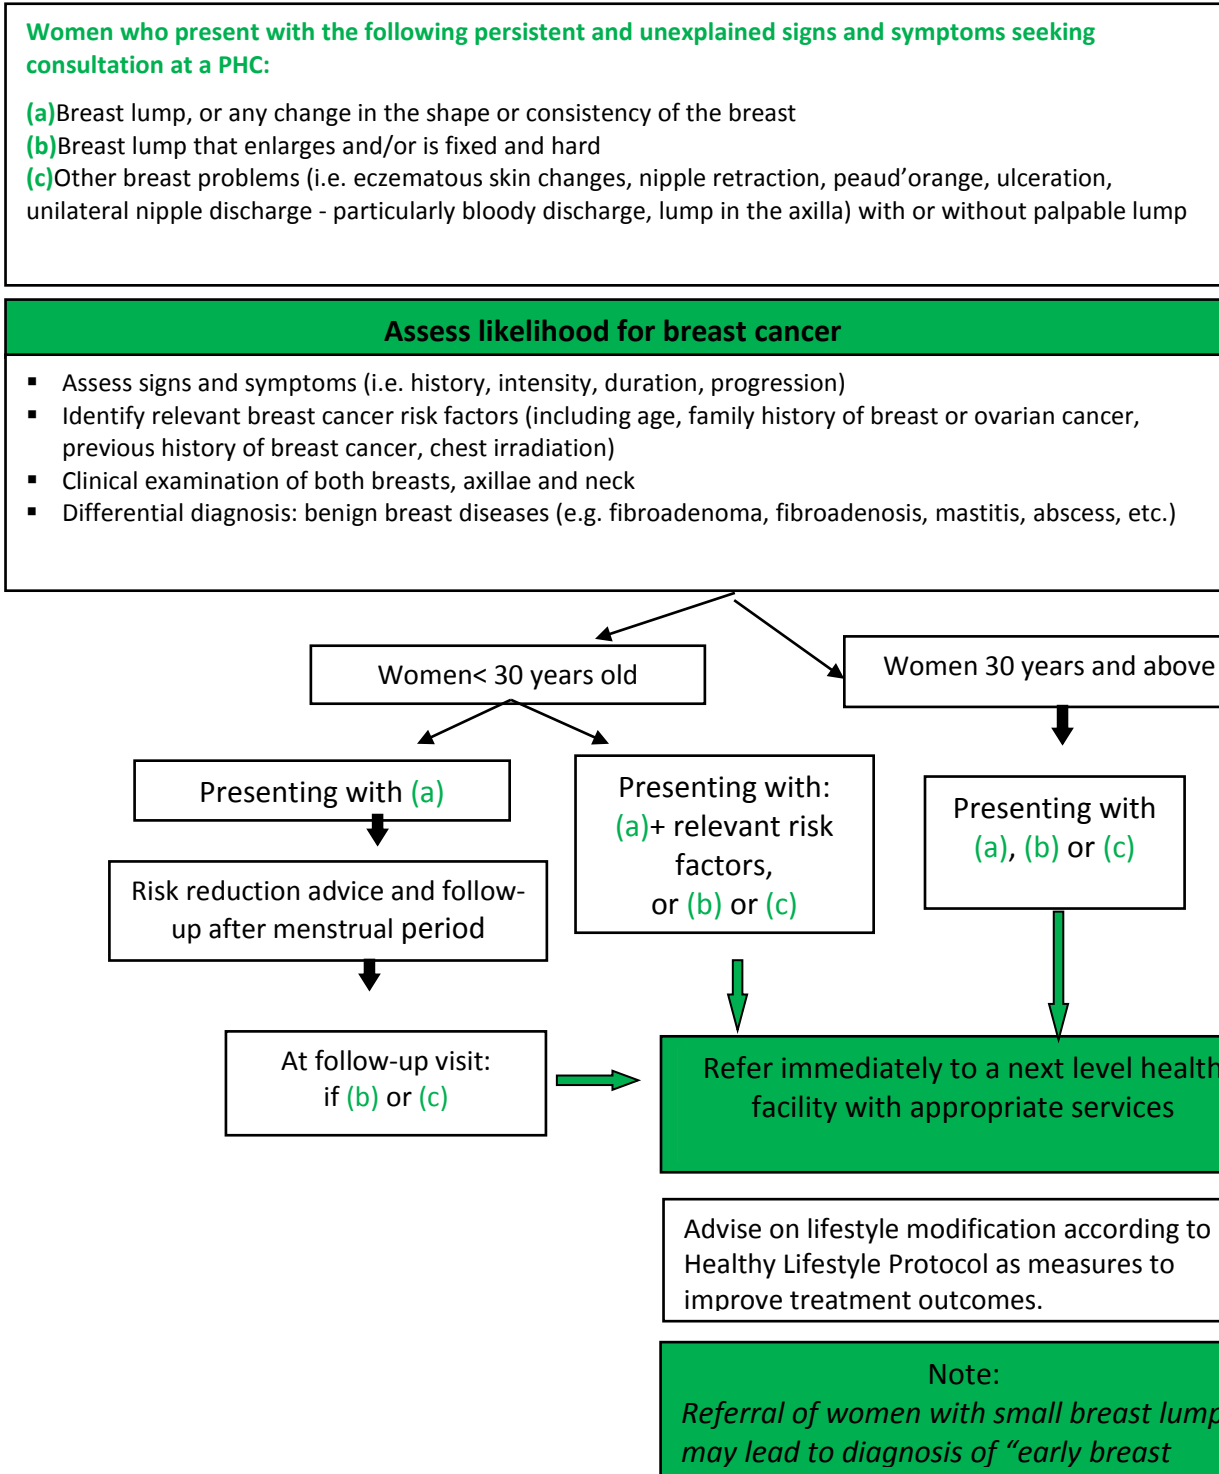 Women who present with the following persistent and unexplained signs and symptoms seeking
consultation at a PHC:
(a)Breast lump, or any change in the shape or consistency of the breast
(b)Breast lump that enlarges and/or is fixed and hard
(c)Other breast problems (i.e. eczematous skin changes, nipple retraction, peaud’orange, ulceration,
unilateral nipple discharge - particularly bloody discharge, lump in the axilla) with or without palpable lump
Assess likelihood for breast cancer
▪ Assess signs and symptoms (i.e. history, intensity, duration, progression)
▪ Identify relevant breast cancer risk factors (including age, family history of breast or ovarian cancer,
previous history of breast cancer, chest irradiation)
▪ Clinical examination of both breasts, axillae and neck
▪ Differential diagnosis: benign breast diseases (e.g. fibroadenoma, fibroadenosis, mastitis, abscess, etc.)
Women< 30 years old
Women 30 years and above
Presenting with (a)
Presenting with:
(a)+ relevant risk
factors,
or (b) or (c)
Presenting with
(a), (b) or (c)
Risk reduction advice and follow-
up after menstrual period
At follow-up visit:
if (b) or (c)
Refer immediately to a next level health
facility with appropriate services
Advise on lifestyle modification according to
Healthy Lifestyle Protocol as measures to
improve treatment outcomes.
Note:
Referral of women with small breast lump
may lead to diagnosis of “early breast